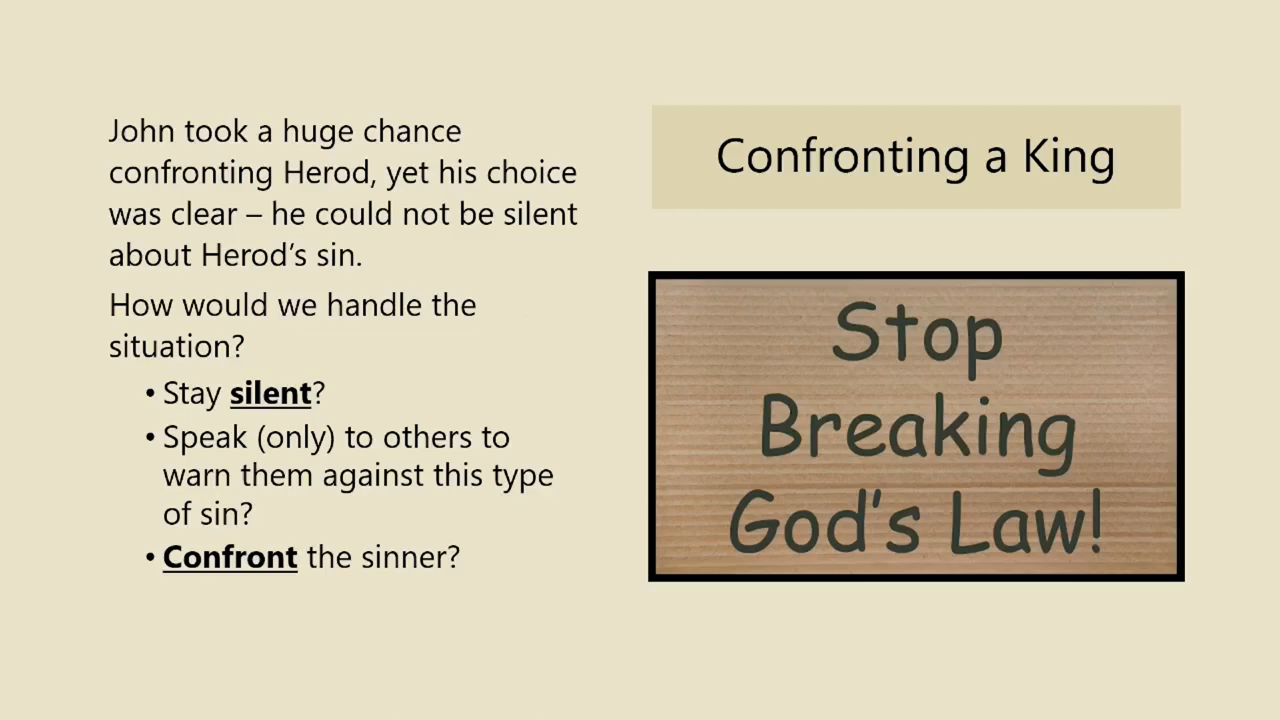 John took a huge chance
confronting Herod, yet his choice
was clear – he could not be silent
about Herod’s sin.
How would we handle the
situation?
• Stay silent?
• Speak (only) to others to
warn them against this type
of sin?
• Confront the sinner?
Confronting a King
Stop
Breaking
God's Law!